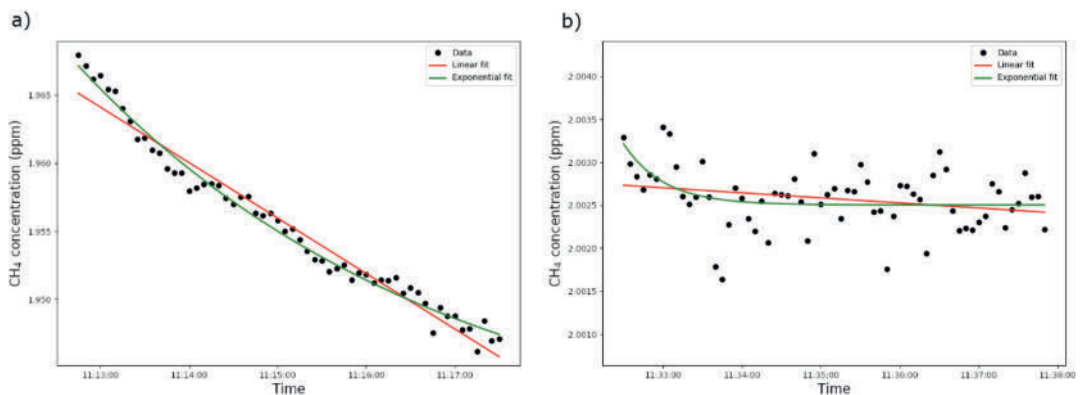 a)
Data
Linear fit
Exponential fit
1.965
1.960
1.955
1.950
CH₄ concentration (ppm)
11:13:00
11:14:00
11:15:00
11:16:00
11:17:00
Time
b)
Data
Linear fit
Exponential fit
2.0040
2.0035
2.0030
2.0025
2.0020
2.0015
2.0010
CH₄ concentration (ppm)
11:33:00
11:34:00
11:35:00
11:36:00
11:37:00
11:38:00
Time